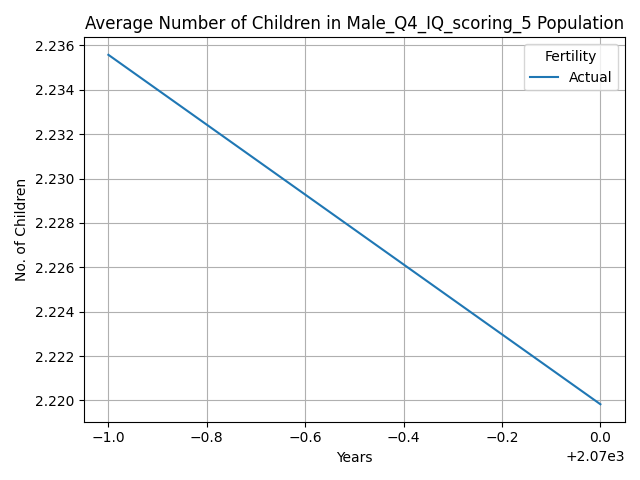 Average Number of Children in Male_Q4_IQ_scoring_5 Population
Fertility
Actual
No. of Children
2.236
2.234
2.232
2.230
2.228
2.226
2.224
2.222
2.220
−1.0 −0.8 −0.6 −0.4 −0.2 0.0
+2.07e3
Years